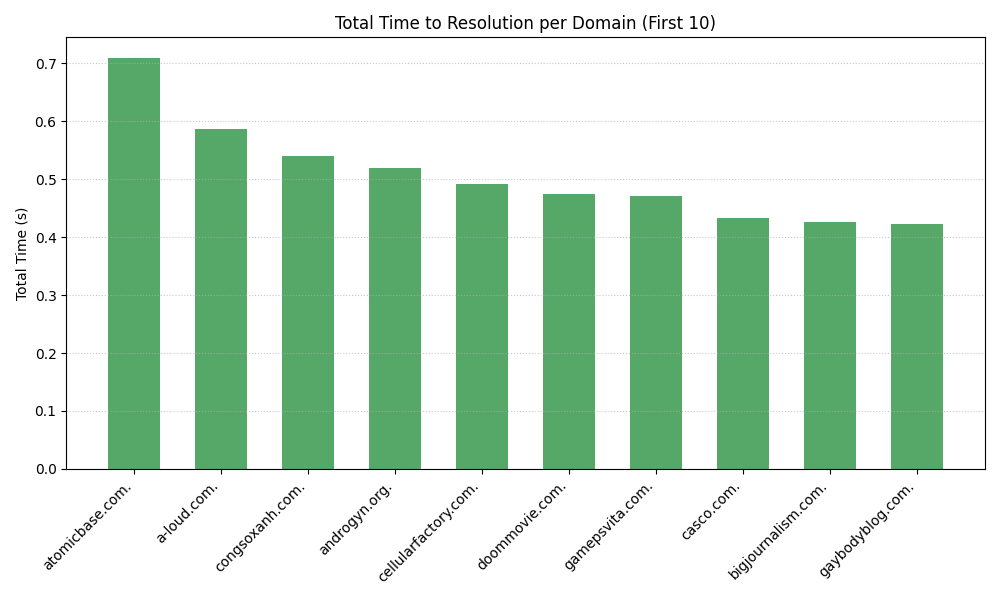 Total Time to Resolution per Domain (First 10)
Total Time (s)
0.7
0.6
0.5
0.4
0.3
0.2
0.1
0.0
atomicbase.com.
a-loud.com.
congsoxanh.com.
androgyn.org.
cellularfactory.com.
doommovie.com.
gamepsvita.com.
casco.com.
bigjournalism.com.
gaybodyblog.com.